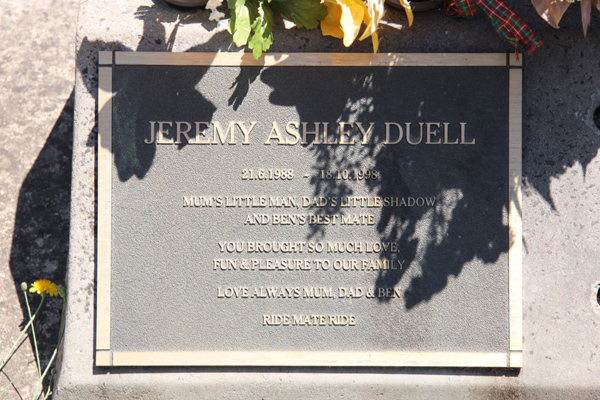 JEREMY ASHLEY DUELL
21.6.1988 - 18.10.1998
MUM'S LITTLE MAN, DAD'S LITTLE SHADOW
AND BEN'S BEST MATE
YOU BROUGHT SO MUCH LOVE,
FUN & PLEASURE TO OUR FAMILY
LOVE ALWAYS MUM, DAD & BEN
RIDE MATE RIDE